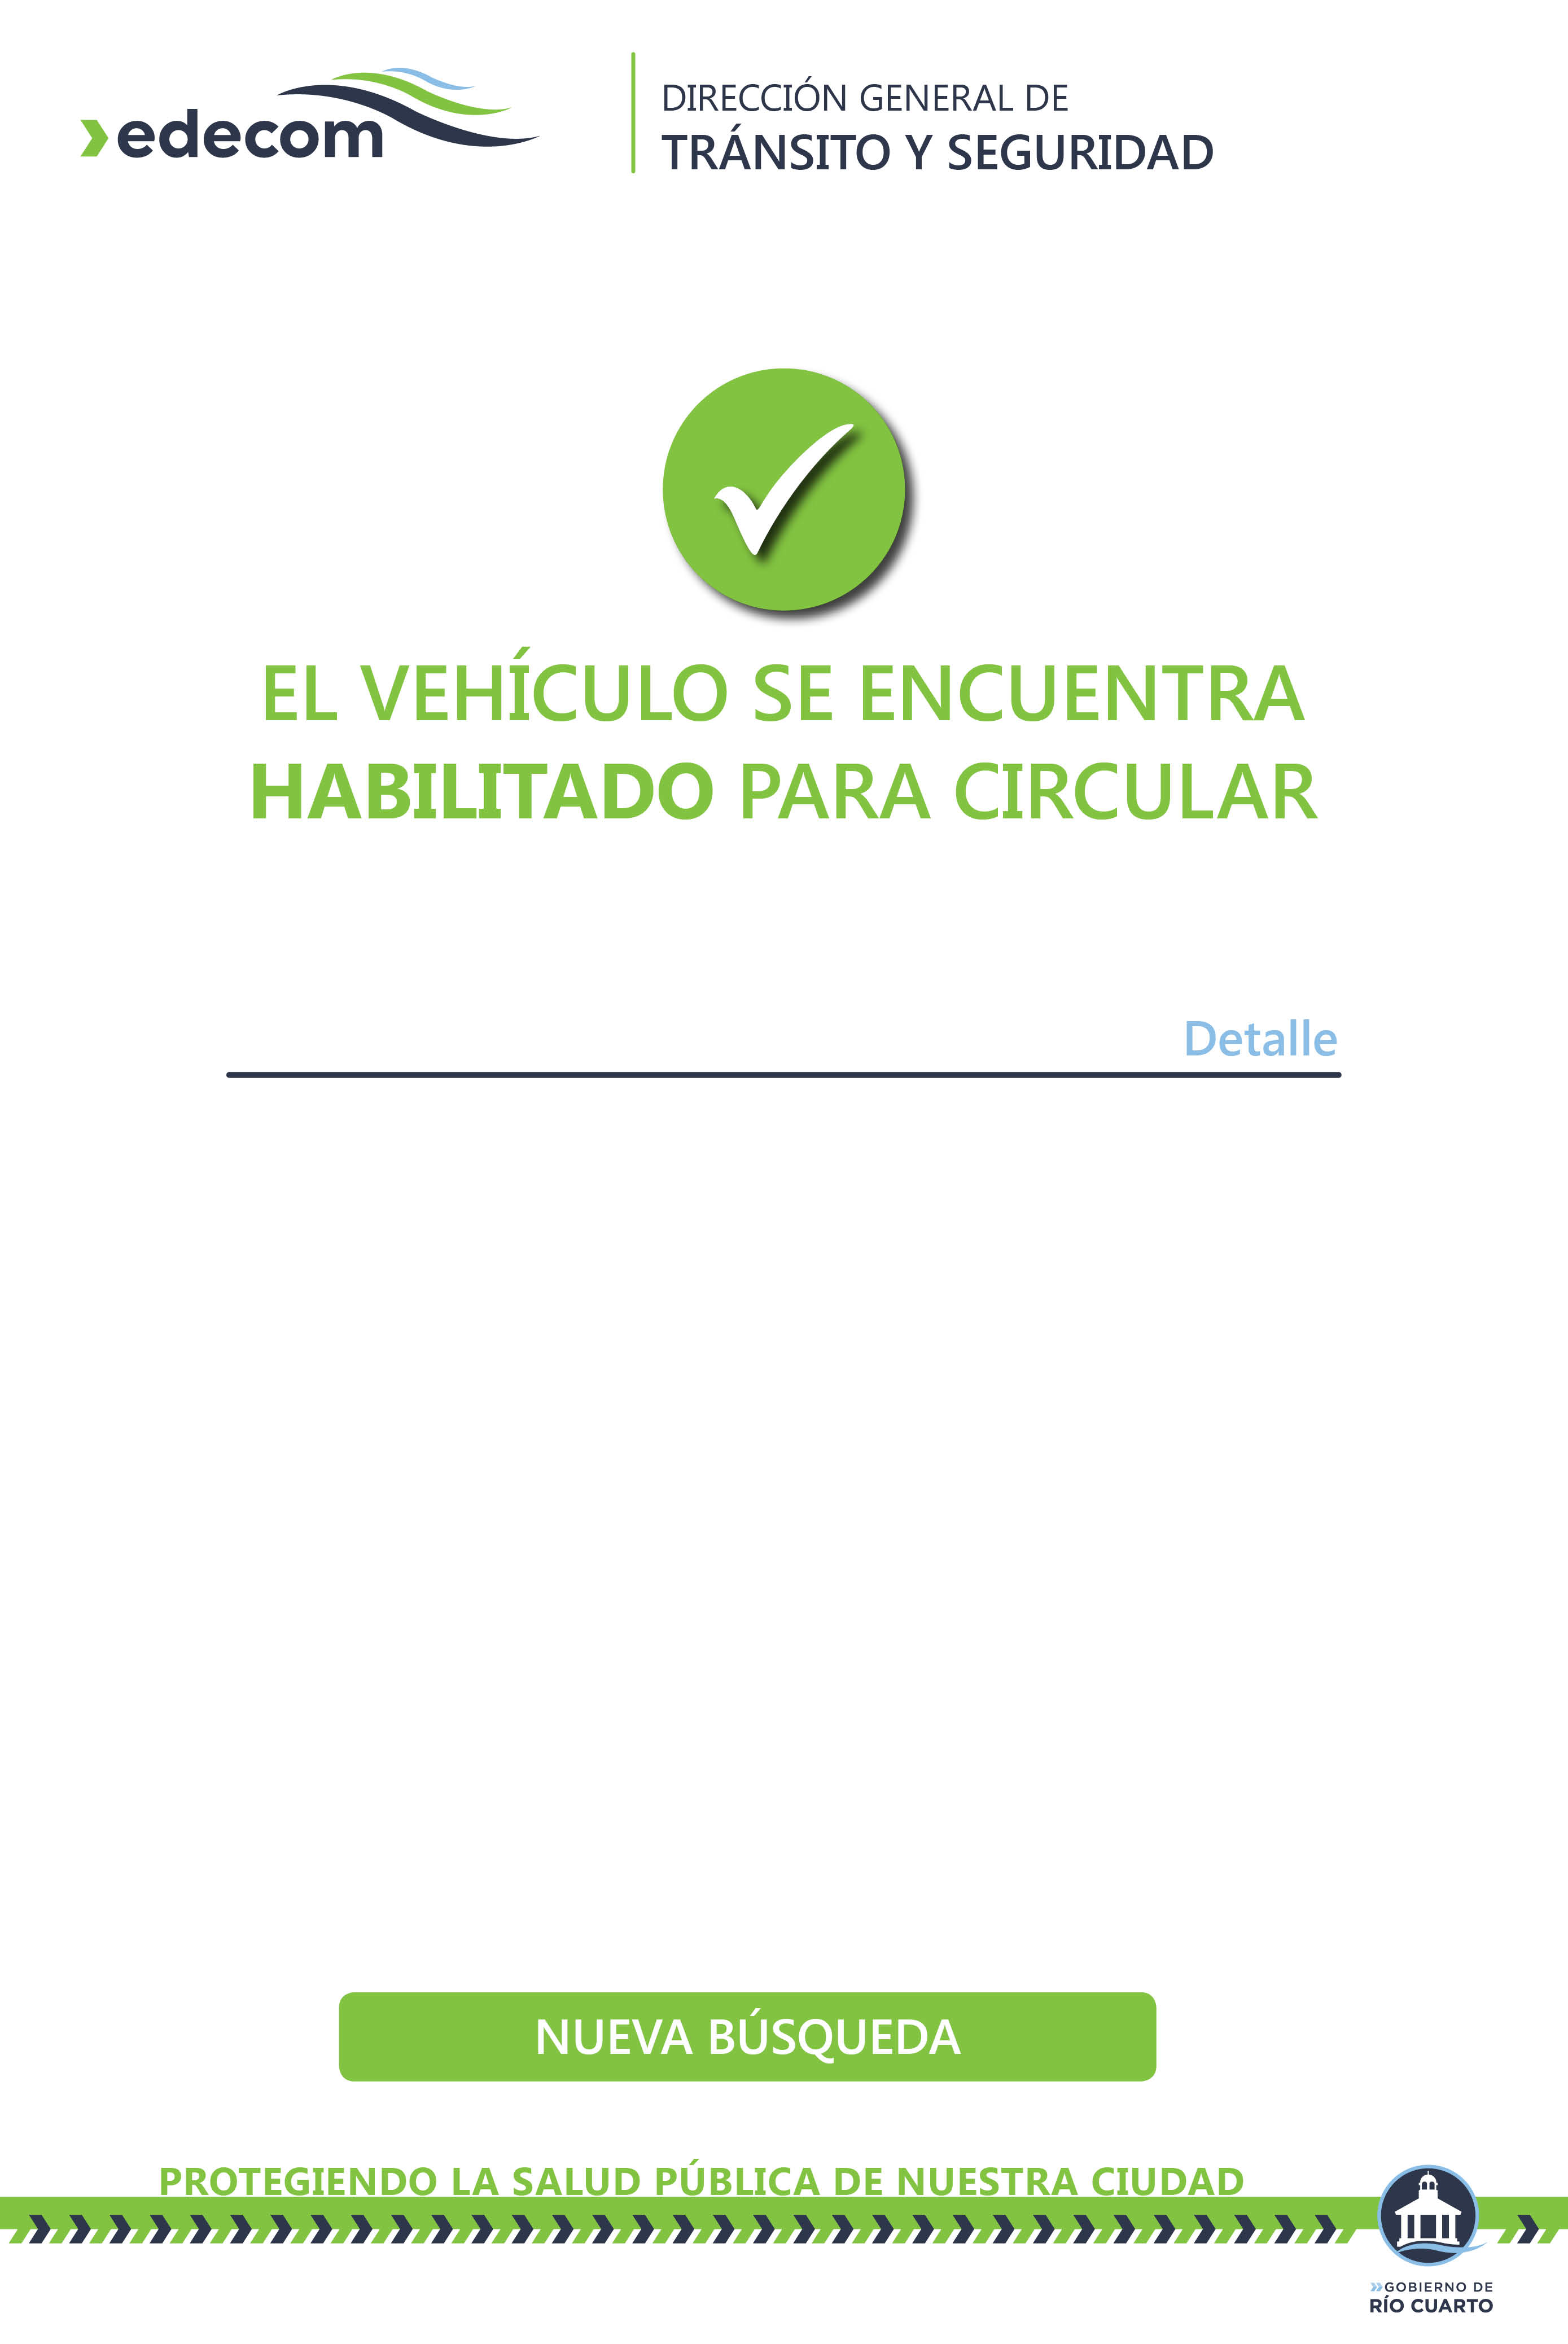 edecom
DIRECCIÓN GENERAL DE
TRÁNSITO Y SEGURIDAD
EL VEHÍCULO SE ENCUENTRA
HABILITADO PARA CIRCULAR
Detalle
NUEVA BÚSQUEDA
PROTEGIENDO LA SALUD PÚBLICA DE NUESTRA CIUDAD
GOBIERNO DE
RÍO CUARTO